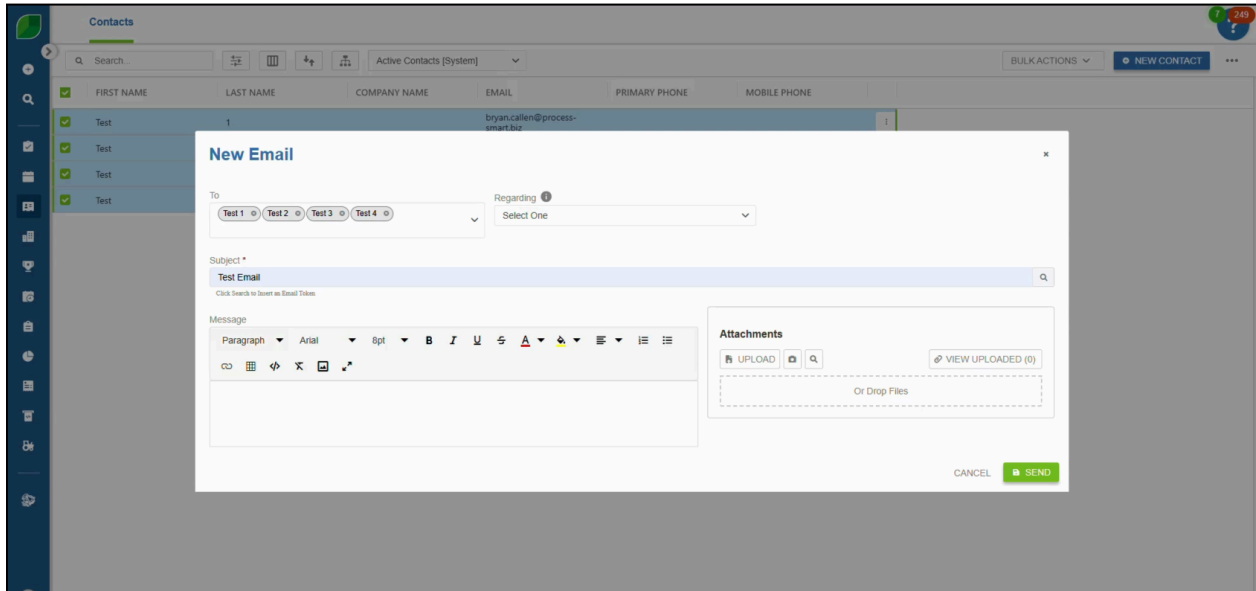 7 249
?
Contacts
Search...
Active Contacts [System]
BULK ACTIONS
NEW CONTACT
FIRST NAME LAST NAME COMPANY NAME EMAIL PRIMARY PHONE MOBILE PHONE
Test 1 bryan.callen@process-
smart.biz
Test
Test
Test
New Email
To
Test 1 Test 2 Test 3 Test 4
Regarding
Select One
Subject *
Test Email
Click Search to Insert an Email Token
Message
Paragraph Arial 8pt B I U S A
Attachments
UPLOAD
VIEW UPLOADED (0)
Or Drop Files
CANCEL SEND